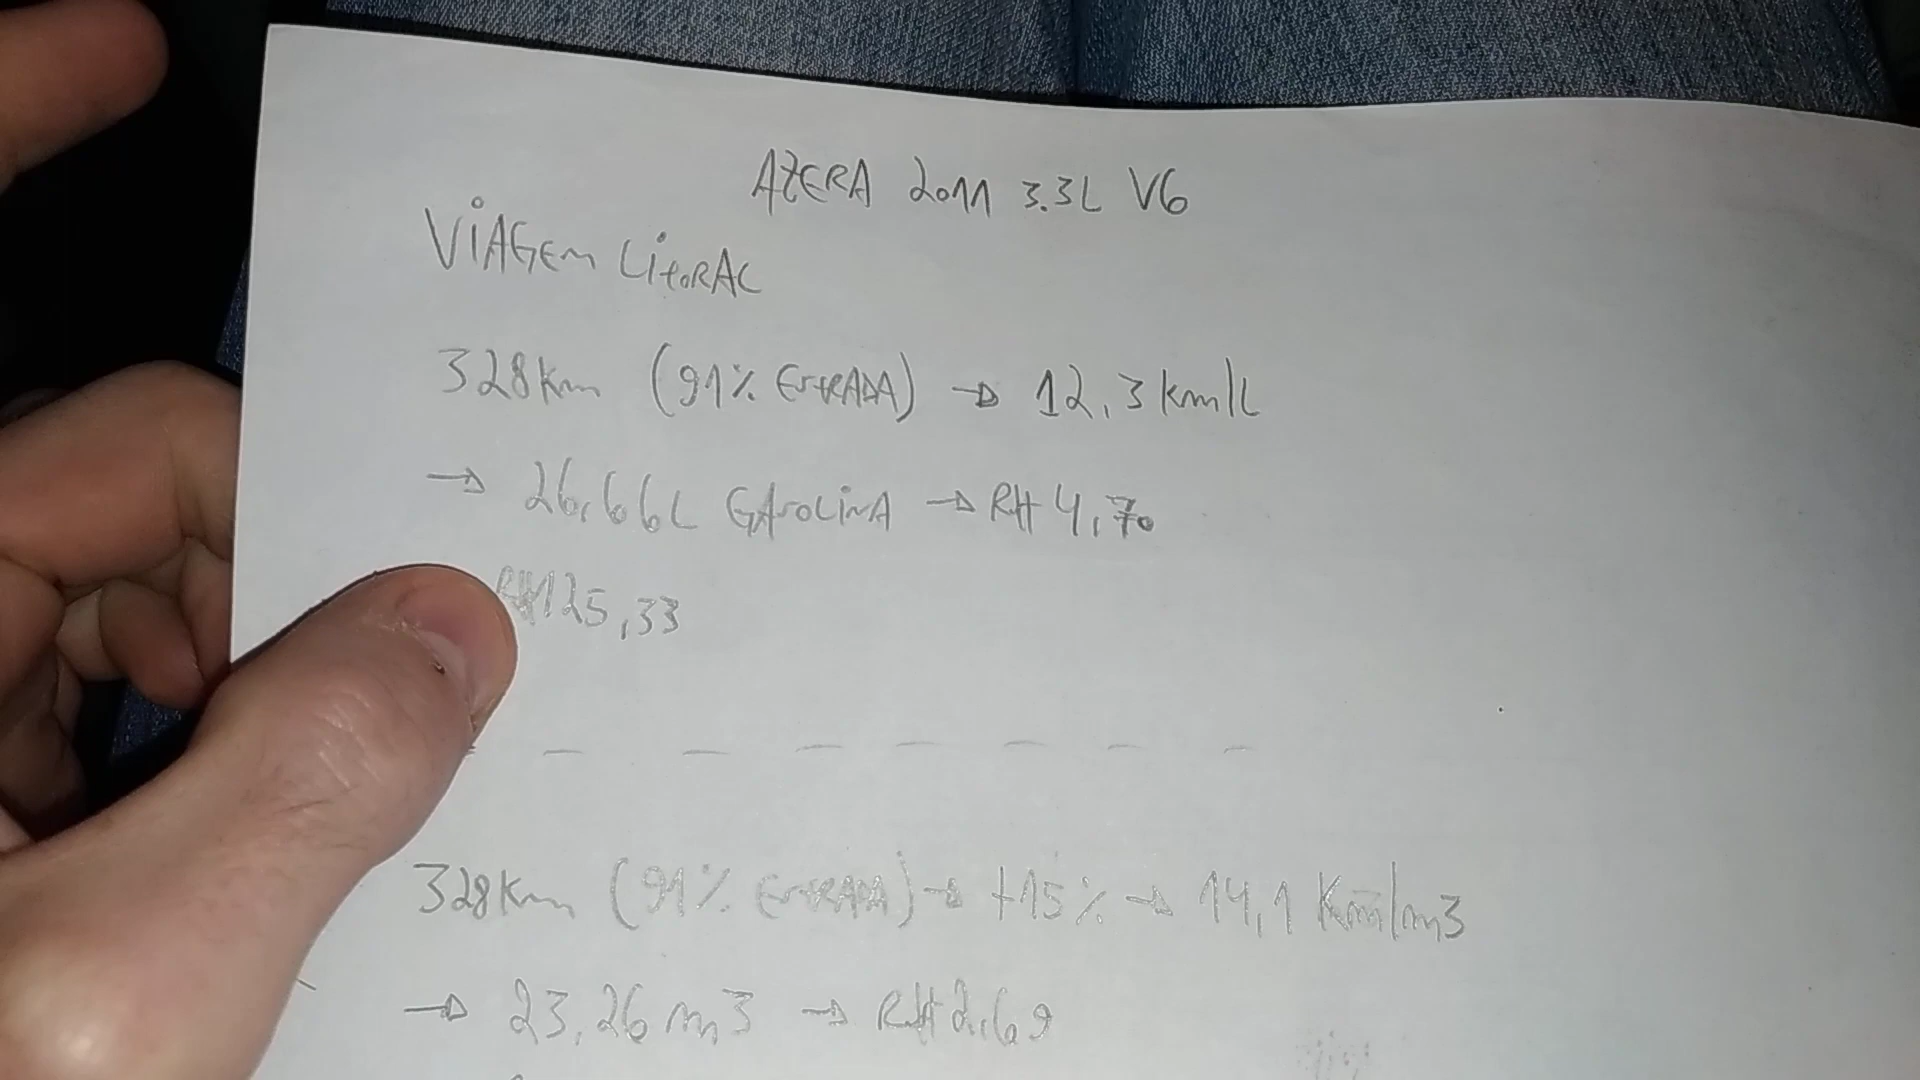 AZERA 2011 3.3L V6
VIAGEM LITORAL
328Km (91% ESTRADA) → 12,3 km/L
→ 26,66L GASOLINA → R$ 4,70
R$125,33
328Km (91% ESTRADA) → +15% → 14,1 Km/m3
→ 23,26 m3 → R$ 2,69